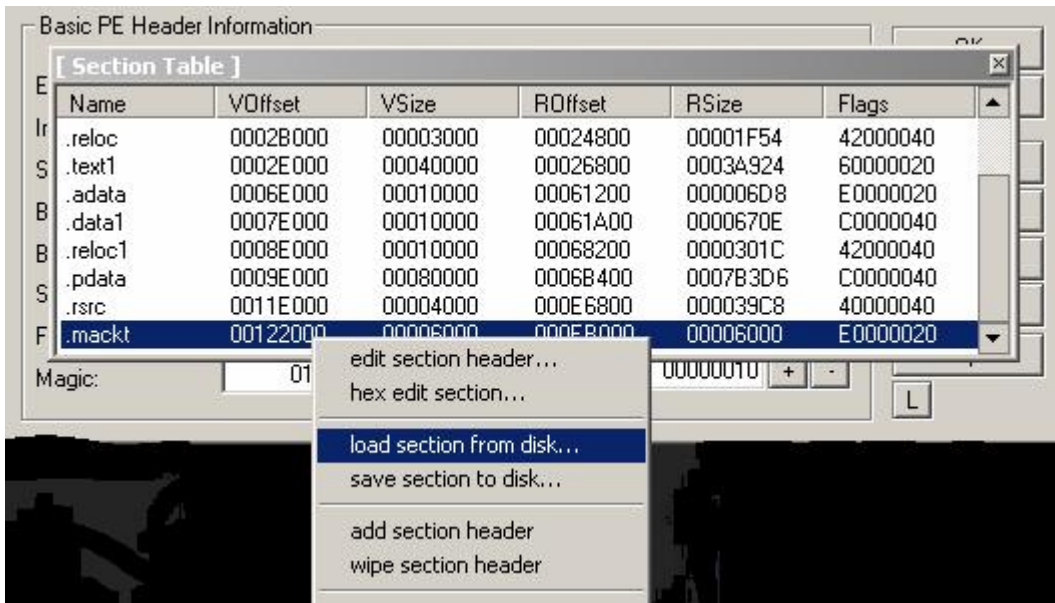 Basic PE Header Information
[ Section Table ]
Name VOffset VSize ROffset RSize Flags
.reloc 0002B000 00003000 00024800 00001F54 42000040
.text1 0002E000 00040000 00026800 0003A924 60000020
.adata 0006E000 00010000 00061200 000006D8 E0000020
.data1 0007E000 00010000 00061A00 0000670E C0000040
.reloc1 0008E000 00010000 00068200 0000301C 42000040
.pdata 0009E000 00080000 0006B400 0007B3D6 C0000040
.rsrc 0011E000 00004000 000E6800 000039C8 40000040
.mackt 00122000 00006000 000EB000 00006000 E0000020
edit section header...
Magic: 01 00000010 + -
hex edit section...
L
load section from disk...
save section to disk...
add section header
wipe section header